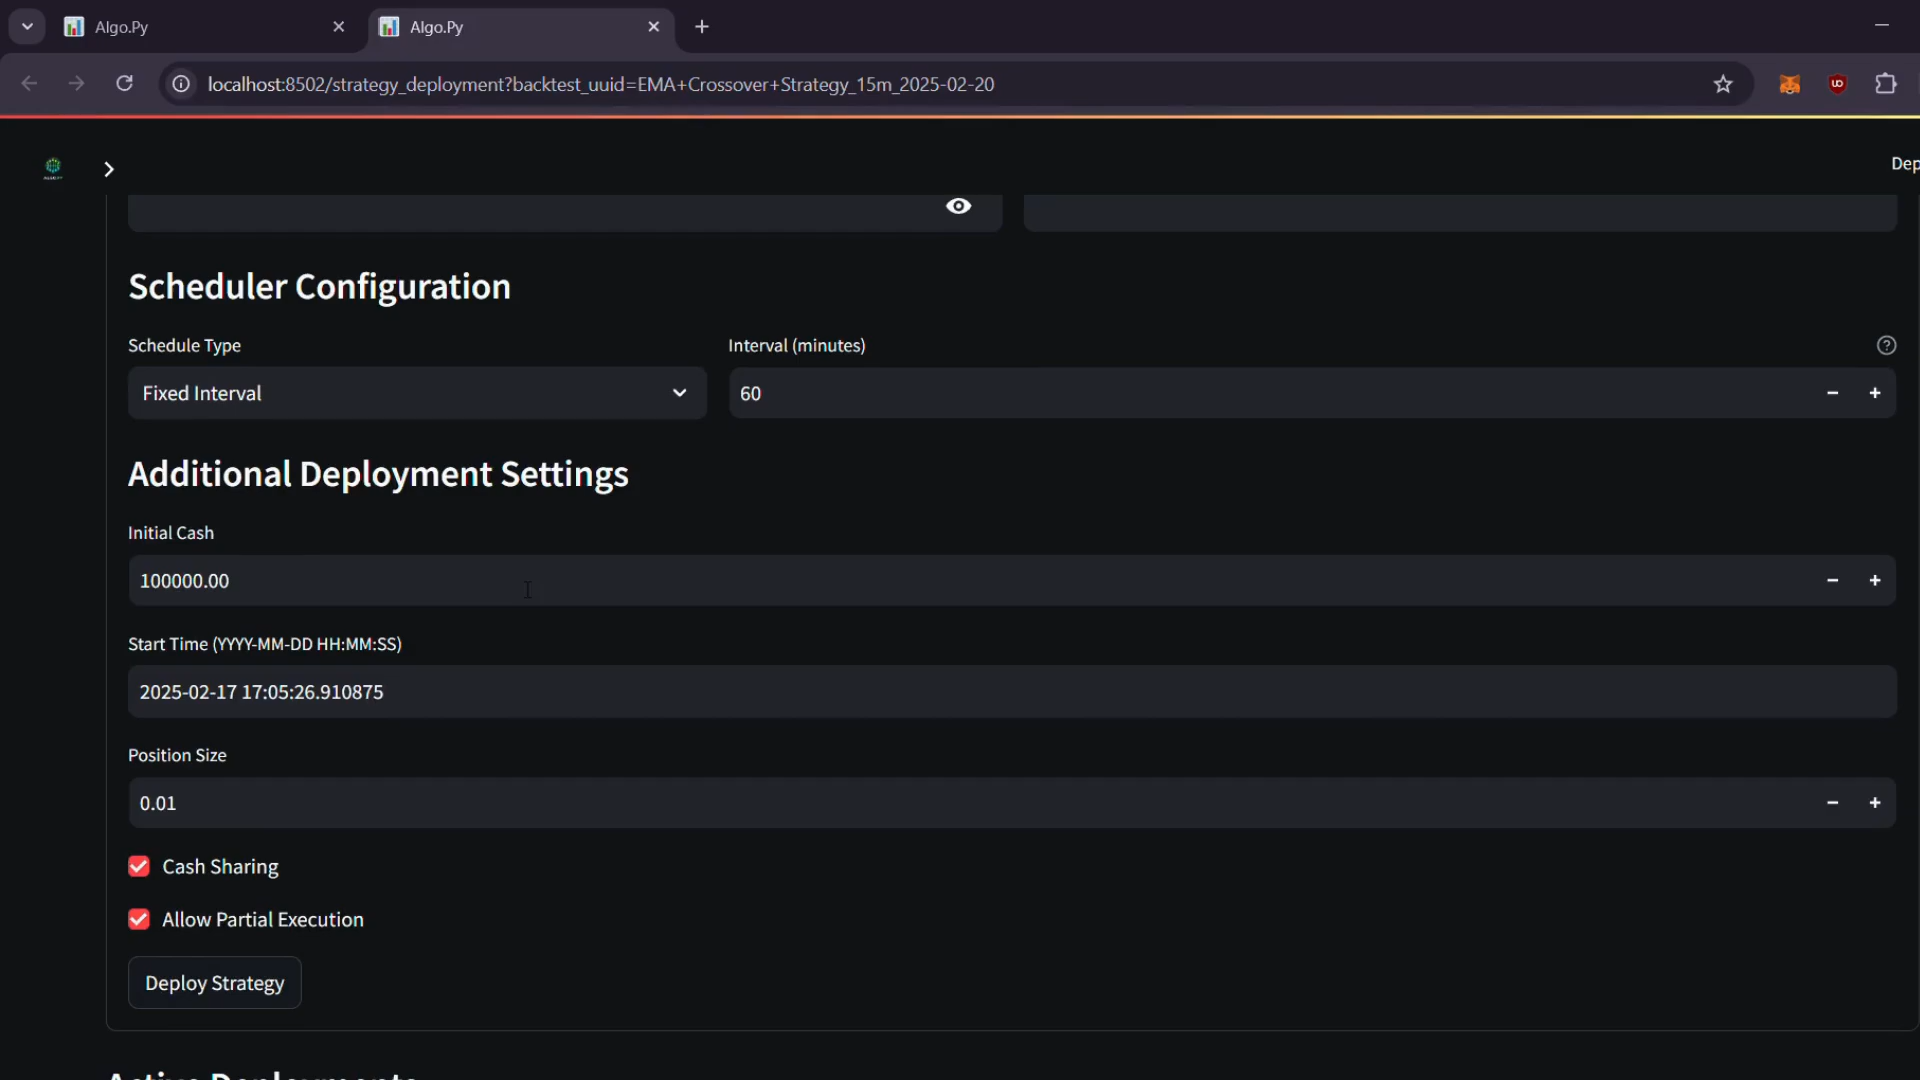 Algo.Py
Algo.Py
localhost:8502/strategy_deployment?backtest_uuid=EMA+Crossover+Strategy_15m_2025-02-20
Dep
Scheduler Configuration
Schedule Type
Interval (minutes)
Fixed Interval
60
Additional Deployment Settings
Initial Cash
100000.00
Start Time (YYYY-MM-DD HH:MM:SS)
2025-02-17 17:05:26.910875
Position Size
0.01
Cash Sharing
Allow Partial Execution
Deploy Strategy
Active Deployments